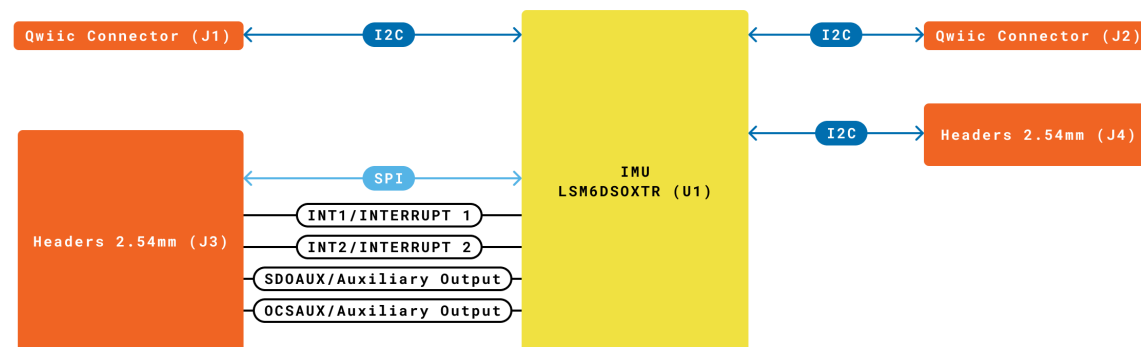 Qwiic Connector (J1)
I2C
I2C
Qwiic Connector (J2)
I2C
Headers 2.54mm (J4)
IMU
LSM6DSOXTR (U1)
SPI
INT1/INTERRUPT 1
INT2/INTERRUPT 2
Headers 2.54mm (J3)
SDOAUX/Auxiliary Output
OCSAUX/Auxiliary Output